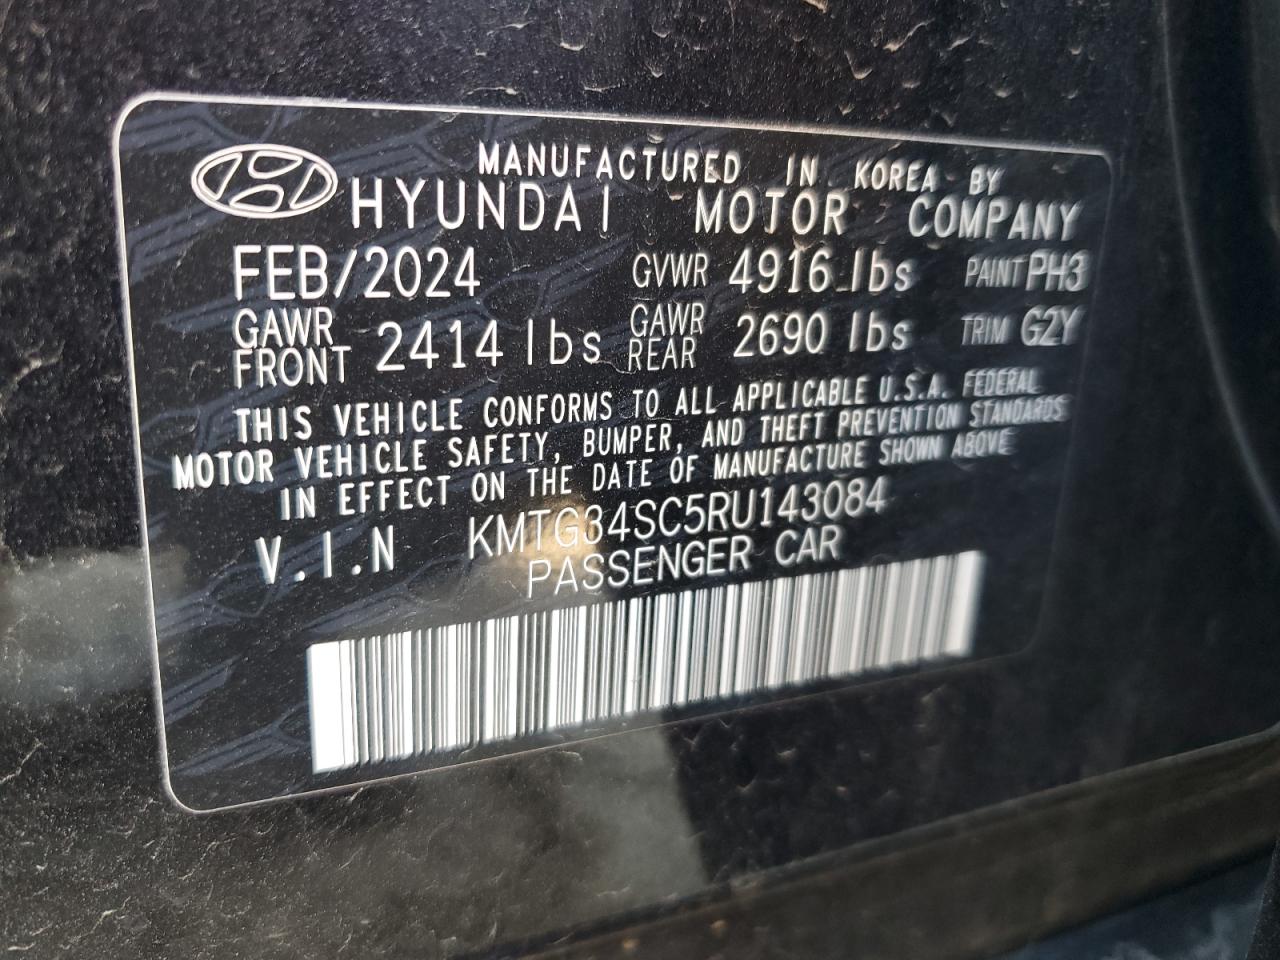 MANUFACTURED IN KOREA BY
HYUNDAI MOTOR COMPANY
FEB/2024 GVWR 4916 lbs PAINT PH3
GAWR FRONT 2414 lbs GAWR REAR 2690 lbs TRIM G2Y
THIS VEHICLE CONFORMS TO ALL APPLICABLE U.S.A. FEDERAL
MOTOR VEHICLE SAFETY, BUMPER, AND THEFT PREVENTION STANDARDS
IN EFFECT ON THE DATE OF MANUFACTURE SHOWN ABOVE
V.I.N KMTG34SC5RU143084
PASSENGER CAR